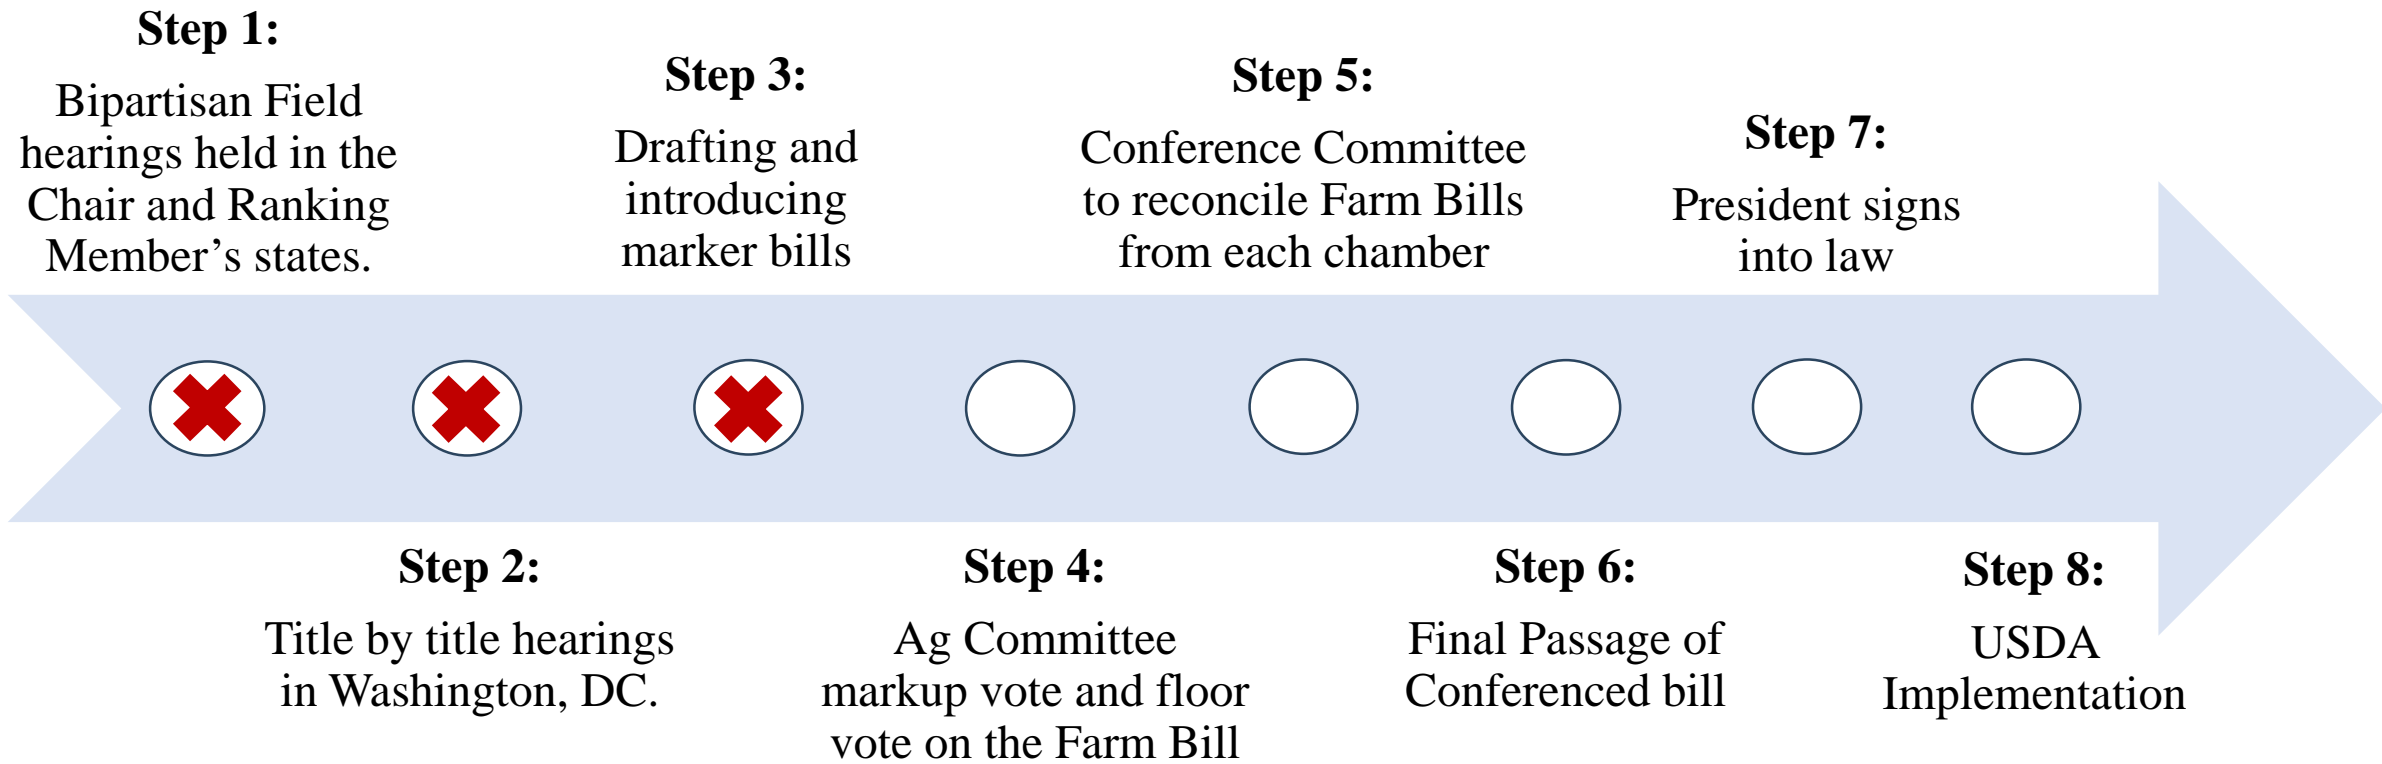 Step 1:
Bipartisan Field
hearings held in the
Chair and Ranking
Member’s states.
Step 2:
Title by title hearings
in Washington, DC.
Step 3:
Drafting and
introducing
marker bills
Step 4:
Ag Committee
markup vote and floor
vote on the Farm Bill
Step 5:
Conference Committee
to reconcile Farm Bills
from each chamber
Step 6:
Final Passage of
Conferenced bill
Step 7:
President signs
into law
Step 8:
USDA
Implementation